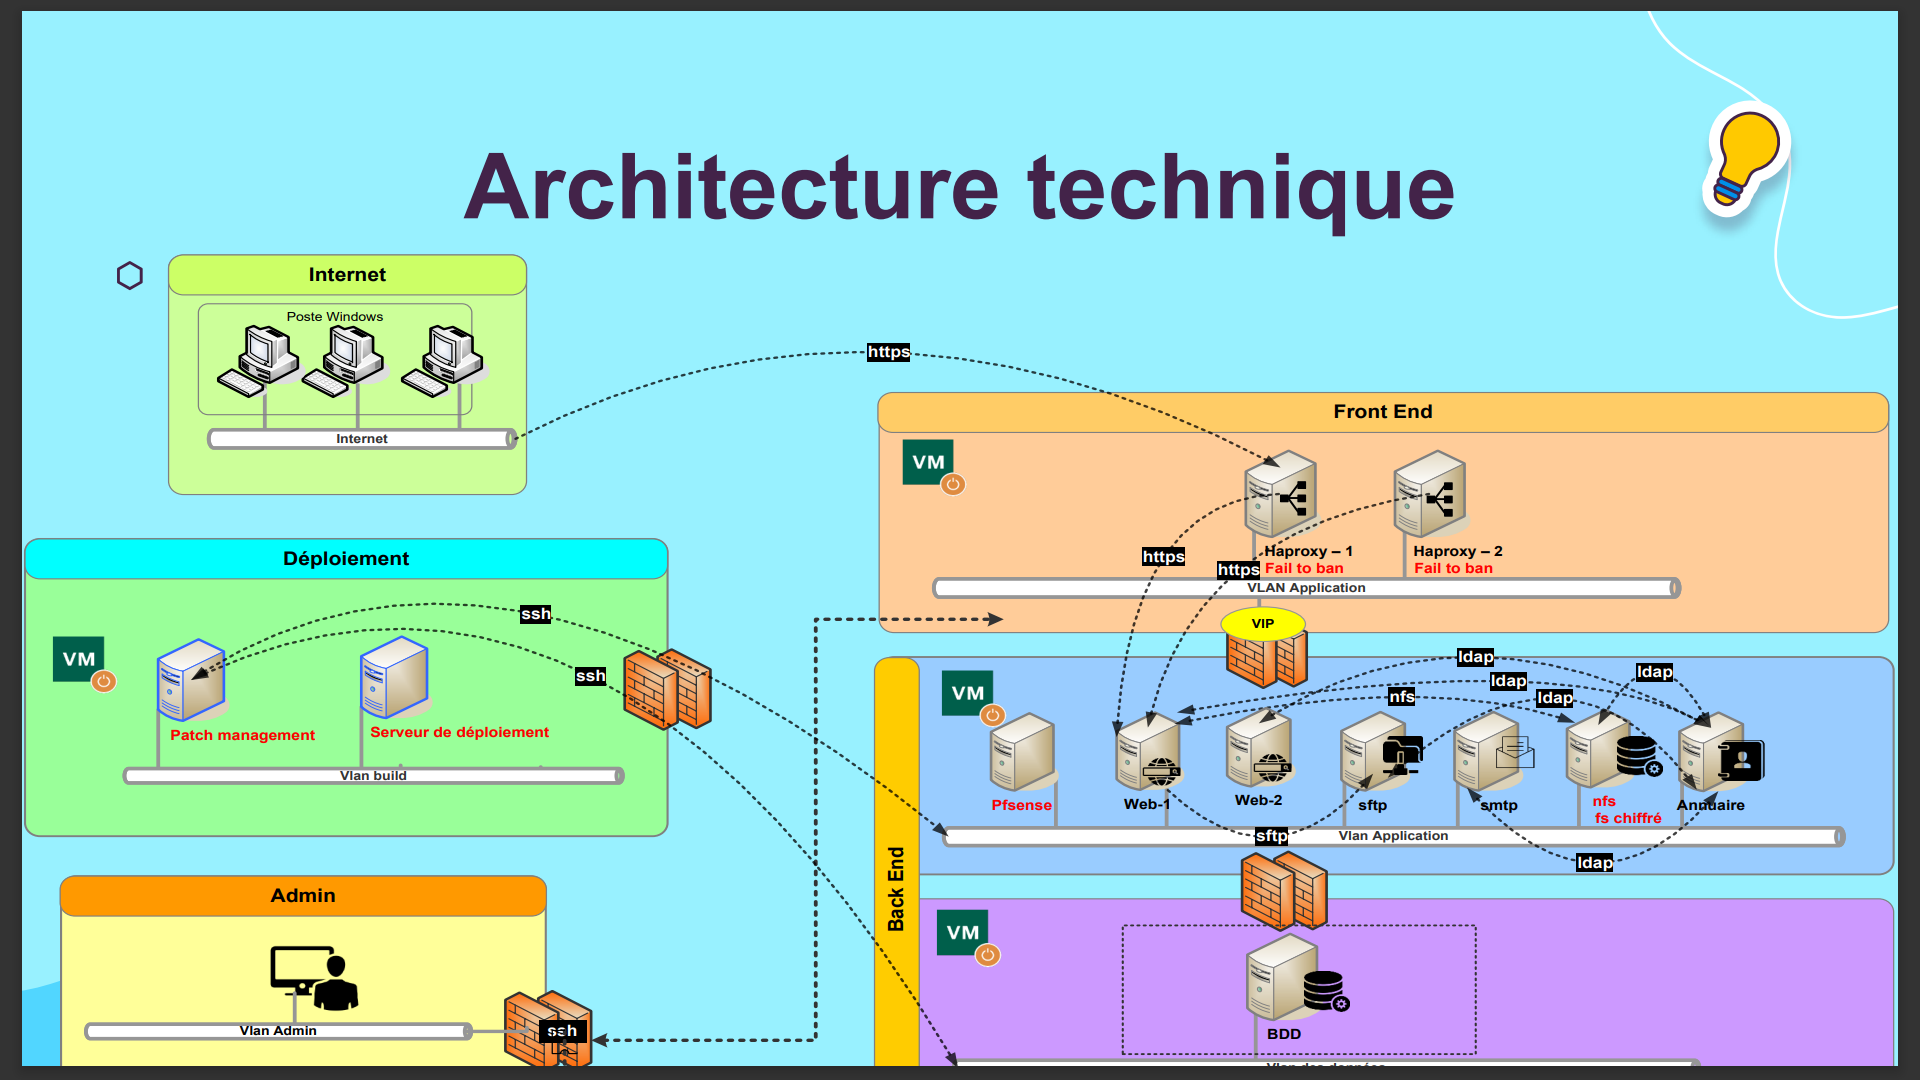 Architecture technique
Internet
Poste Windows
Internet
https
Front End
VM
Haproxy – 1
Fail to ban
Haproxy – 2
Fail to ban
https
https
VLAN Application
VIP
Déploiement
ssh
VM
ssh
Patch management
Serveur de déploiement
Vlan build
Back End
VM
ldap
ldap
ldap
ldap
nfs
Pfsense
Web-1
Web-2
sftp
smtp
nfs
fs chiffré
Annuaire
sftp
Vlan Application
ldap
Admin
Vlan Admin
ssh
VM
BDD
Vlan des données